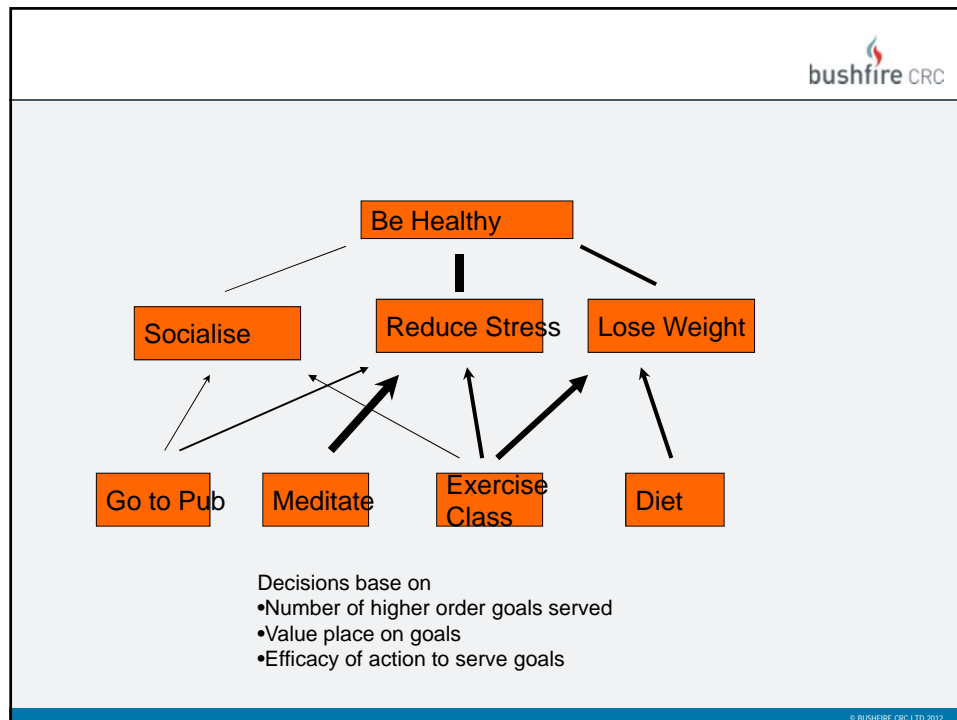 bushfire CRC
Be Healthy
Socialise
Reduce Stress
Lose Weight
Go to Pub
Meditate
Exercise
Class
Diet
Decisions base on
•Number of higher order goals served
•Value place on goals
•Efficacy of action to serve goals
© BUSHFIRE CRC LTD 2012